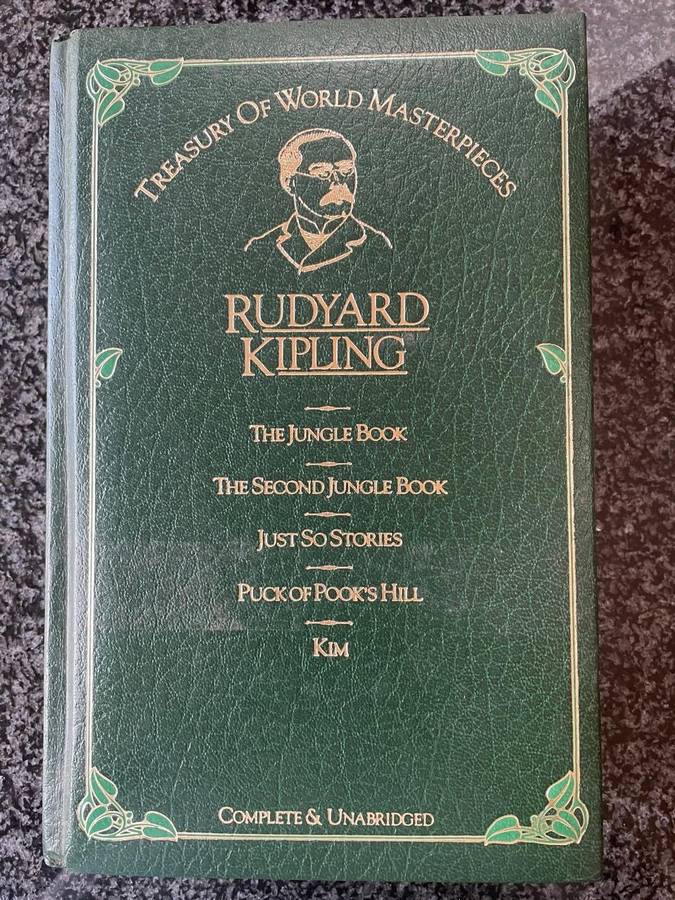 Treasury Of World Masterpieces
RUDYARD
KIPLING
The Jungle Book
The Second Jungle Book
Just So Stories
Puck of Pook's Hill
Kim
Complete & Unabridged